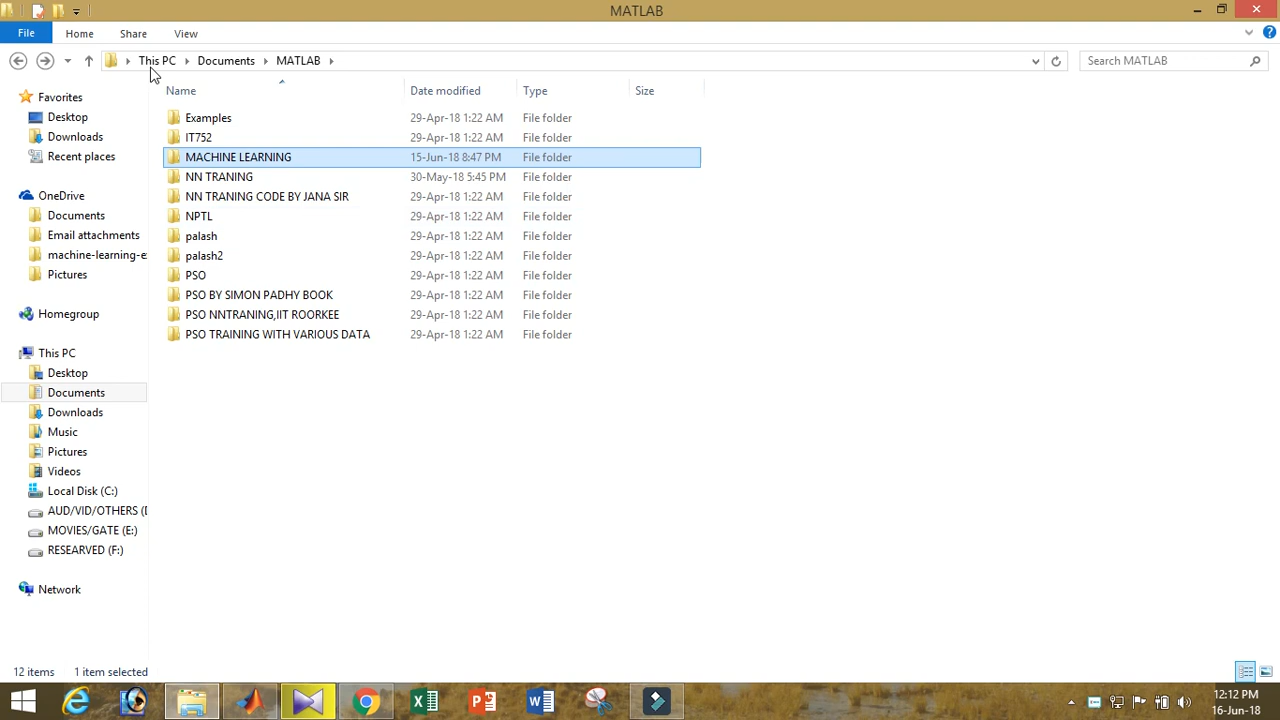 MATLAB
File Home Share View
This PC Documents MATLAB Search MATLAB
Name Date modified Type Size
Favorites
Desktop
Downloads
Recent places
OneDrive
Documents
Email attachments
machine-learning-e
Pictures
Homegroup
This PC
Desktop
Documents
Downloads
Music
Pictures
Videos
Local Disk (C:)
AUD/VID/OTHERS (
MOVIES/GATE (E:)
RESEARVED (F:)
Network
Examples 29-Apr-18 1:22 AM File folder
IT752 29-Apr-18 1:22 AM File folder
MACHINE LEARNING 15-Jun-18 8:47 PM File folder
NN TRANING 30-May-18 5:45 PM File folder
NN TRANING CODE BY JANA SIR 29-Apr-18 1:22 AM File folder
NPTL 29-Apr-18 1:22 AM File folder
palash 29-Apr-18 1:22 AM File folder
palash2 29-Apr-18 1:22 AM File folder
PSO 29-Apr-18 1:22 AM File folder
PSO BY SIMON PADHY BOOK 29-Apr-18 1:22 AM File folder
PSO NNTRANING,IIT ROORKEE 29-Apr-18 1:22 AM File folder
PSO TRAINING WITH VARIOUS DATA 29-Apr-18 1:22 AM File folder
12 items 1 item selected
12:12 PM
16-Jun-18